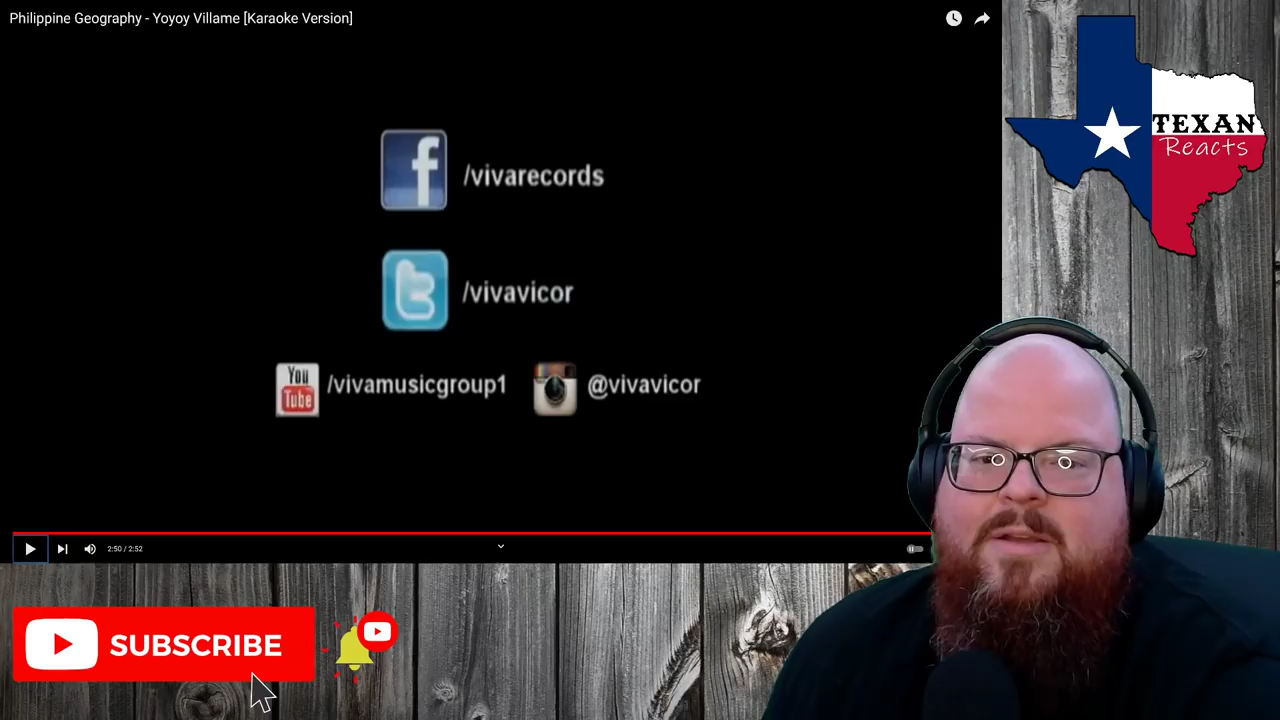 Philippine Geography - Yoyoy Villame [Karaoke Version]
TEXAN
Reacts
f /vivarecords
t /vivavicor
You
Tube
/vivamusicgroup1
@vivavicor
2:50 / 2:52
SUBSCRIBE